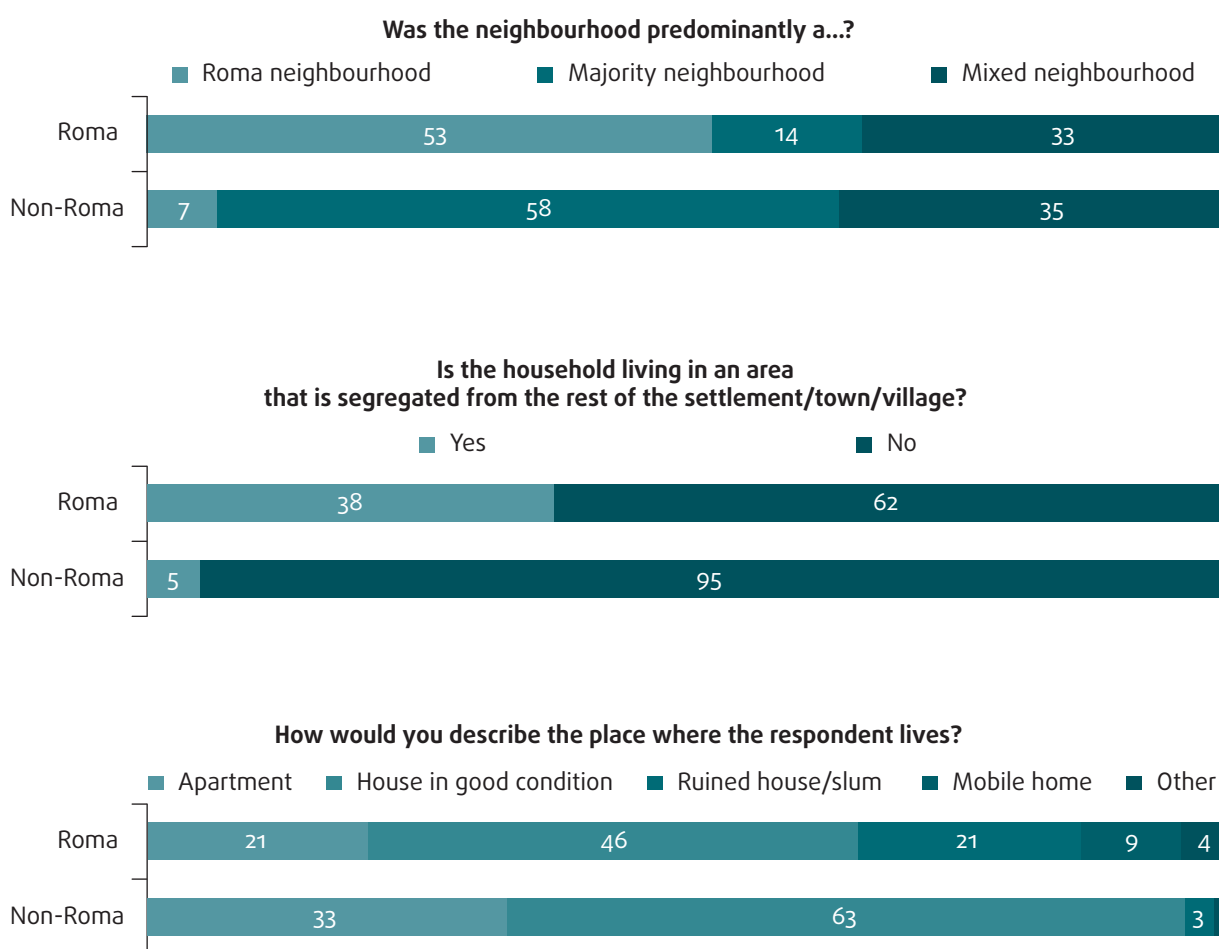 Was the neighbourhood predominantly a...?
Roma neighbourhood Majority neighbourhood Mixed neighbourhood
Roma 53 14 33
Non-Roma 7 58 35
Is the household living in an area
that is segregated from the rest of the settlement/town/village?
Yes No
Roma 38 62
Non-Roma 5 95
How would you describe the place where the respondent lives?
Apartment House in good condition Ruined house/slum Mobile home Other
Roma 21 46 21 9 4
Non-Roma 33 63 3